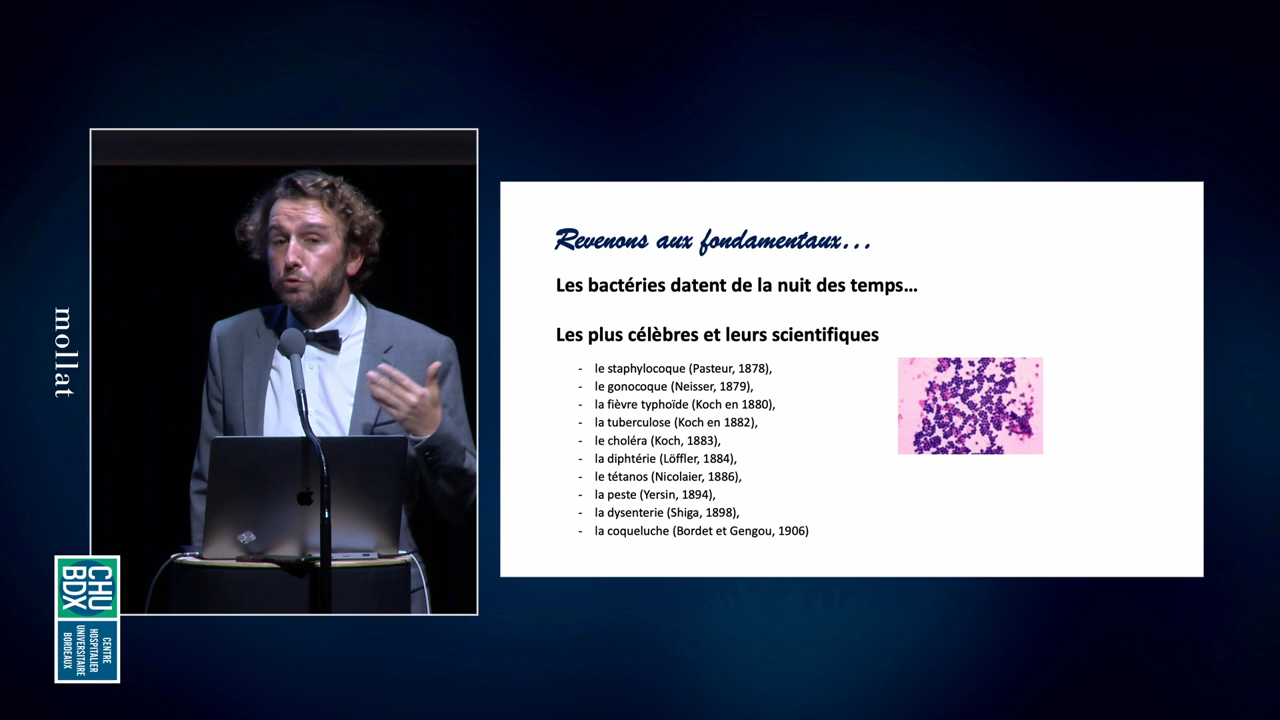 mollat
CHU
BDX
CENTRE
HOSPITALIER
UNIVERSITAIRE
BORDEAUX
Revenons aux fondamentaux...
Les bactéries datent de la nuit des temps...
Les plus célèbres et leurs scientifiques
- le staphylocoque (Pasteur, 1878),
- le gonocoque (Neisser, 1879),
- la fièvre typhoïde (Koch en 1880),
- la tuberculose (Koch en 1882),
- le choléra (Koch, 1883),
- la diphtérie (Löffler, 1884),
- le tétanos (Nicolaier, 1886),
- la peste (Yersin, 1894),
- la dysenterie (Shiga, 1898),
- la coqueluche (Bordet et Gengou, 1906)